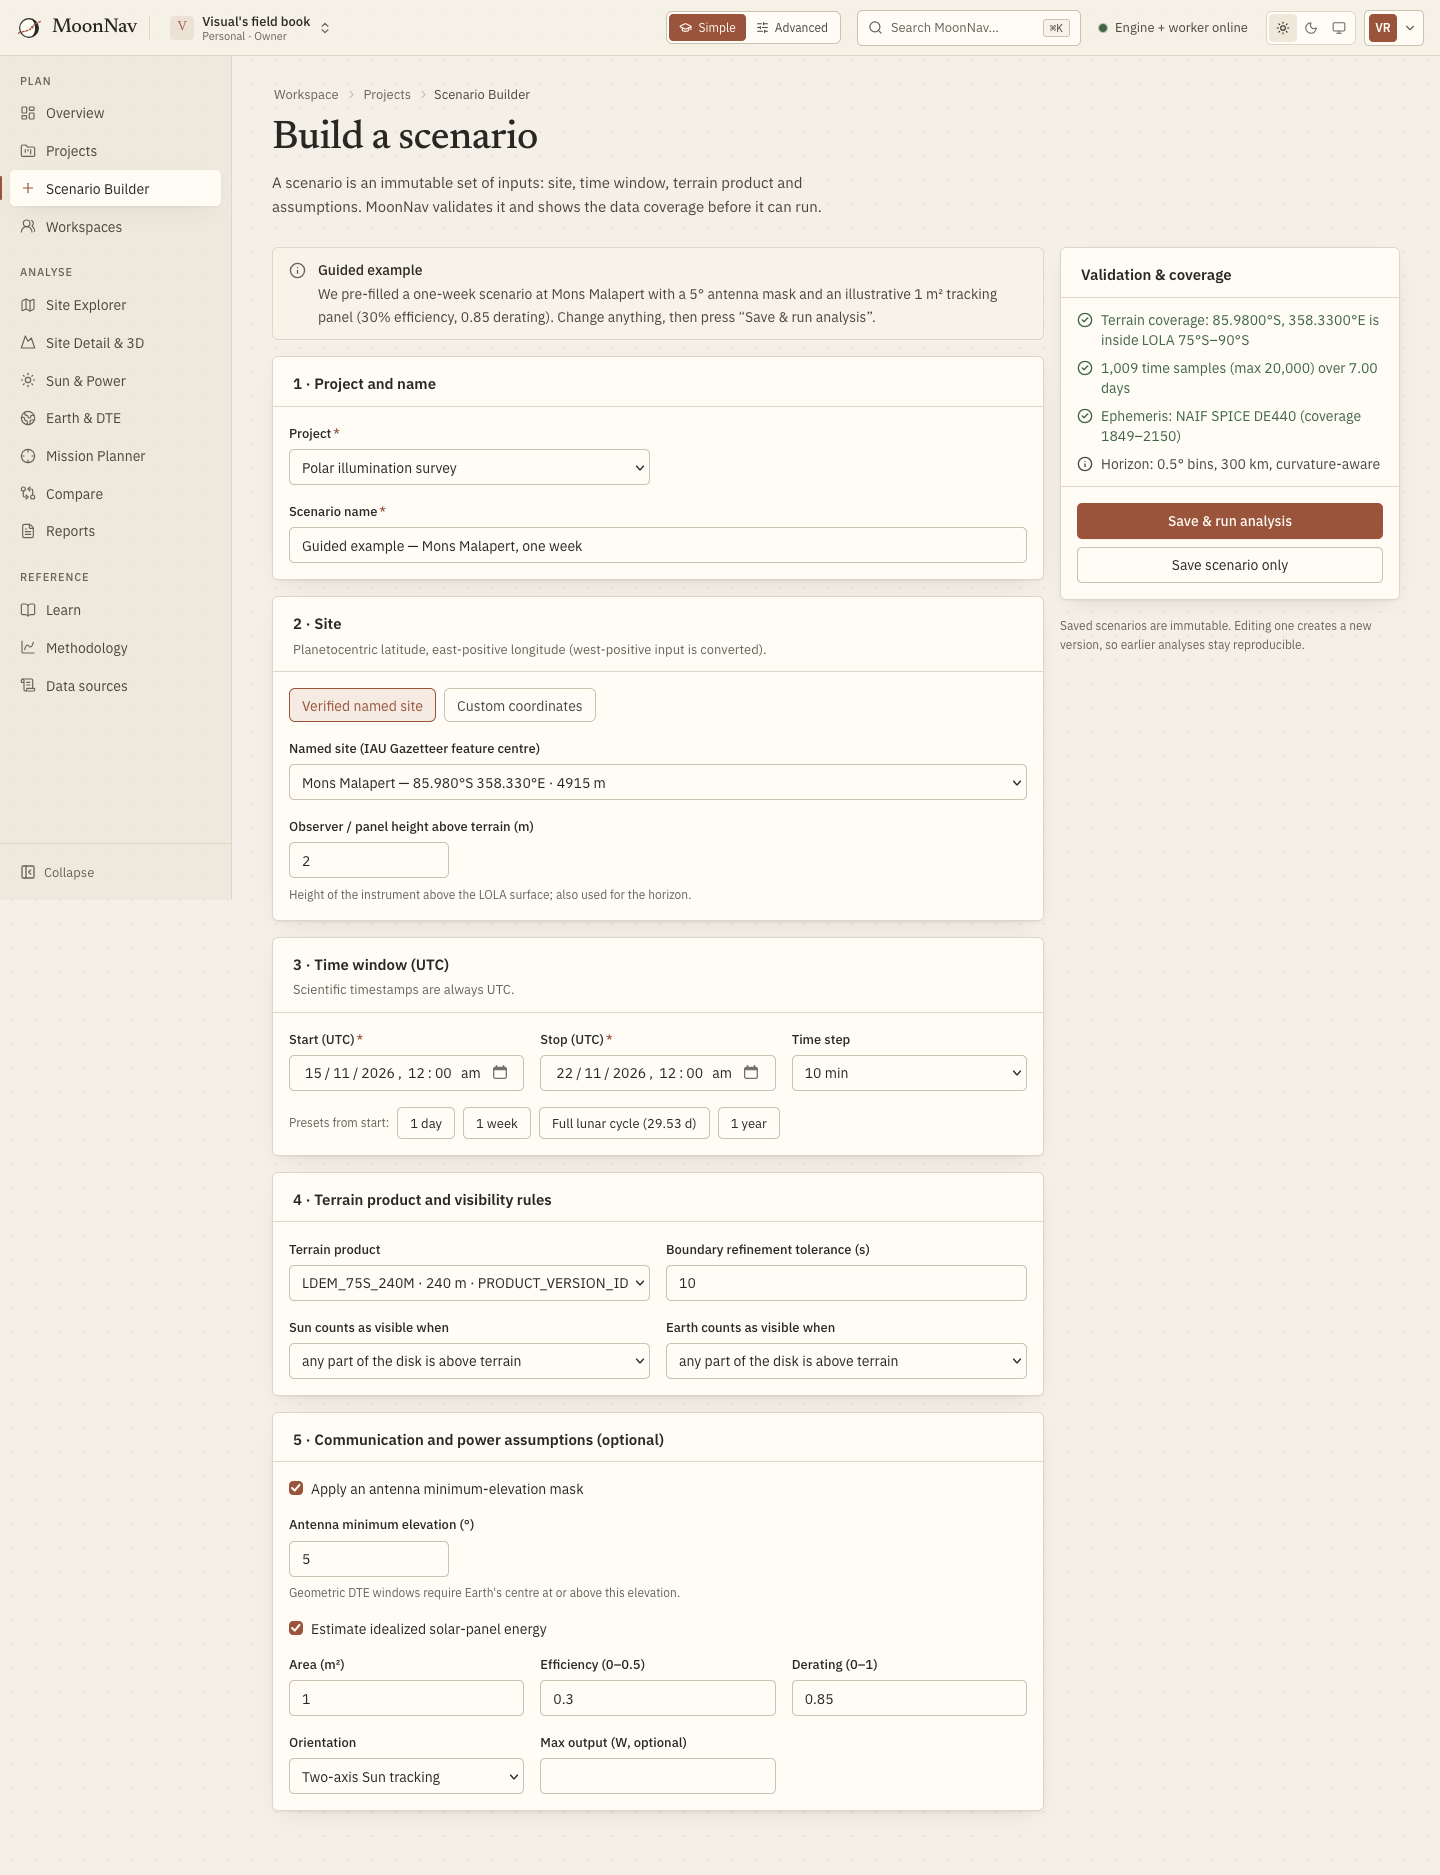 MoonNav
V
Visual's field book
Personal · Owner
Simple
Advanced
Search MoonNav...
⌘K
Engine + worker online
VR
PLAN
Overview
Projects
Scenario Builder
Workspaces
ANALYSE
Site Explorer
Site Detail & 3D
Sun & Power
Earth & DTE
Mission Planner
Compare
Reports
REFERENCE
Learn
Methodology
Data sources
Collapse
Workspace > Projects > Scenario Builder
Build a scenario
A scenario is an immutable set of inputs: site, time window, terrain product and
assumptions. MoonNav validates it and shows the data coverage before it can run.
Guided example
We pre-filled a one-week scenario at Mons Malapert with a 5° antenna mask and an illustrative 1 m² tracking
panel (30% efficiency, 0.85 derating). Change anything, then press “Save & run analysis”.
1 · Project and name
Project *
Polar illumination survey
Scenario name *
Guided example — Mons Malapert, one week
2 · Site
Planetocentric latitude, east-positive longitude (west-positive input is converted).
Verified named site
Custom coordinates
Named site (IAU Gazetteer feature centre)
Mons Malapert — 85.980°S 358.330°E · 4915 m
Observer / panel height above terrain (m)
2
Height of the instrument above the LOLA surface; also used for the horizon.
3 · Time window (UTC)
Scientific timestamps are always UTC.
Start (UTC) *
Stop (UTC) *
Time step
15/11/2026, 12:00 am
22/11/2026, 12:00 am
10 min
Presets from start:
1 day
1 week
Full lunar cycle (29.53 d)
1 year
4 · Terrain product and visibility rules
Terrain product
Boundary refinement tolerance (s)
LDEM_75S_240M · 240 m · PRODUCT_VERSION_ID
10
Sun counts as visible when
Earth counts as visible when
any part of the disk is above terrain
any part of the disk is above terrain
5 · Communication and power assumptions (optional)
Apply an antenna minimum-elevation mask
Antenna minimum elevation (°)
5
Geometric DTE windows require Earth's centre at or above this elevation.
Estimate idealized solar-panel energy
Area (m²)
Efficiency (0–0.5)
Derating (0–1)
1
0.3
0.85
Orientation
Max output (W, optional)
Two-axis Sun tracking
Validation & coverage
Terrain coverage: 85.9800°S, 358.3300°E is
inside LOLA 75°S–90°S
1,009 time samples (max 20,000) over 7.00
days
Ephemeris: NAIF SPICE DE440 (coverage
1849–2150)
Horizon: 0.5° bins, 300 km, curvature-aware
Save & run analysis
Save scenario only
Saved scenarios are immutable. Editing one creates a new
version, so earlier analyses stay reproducible.